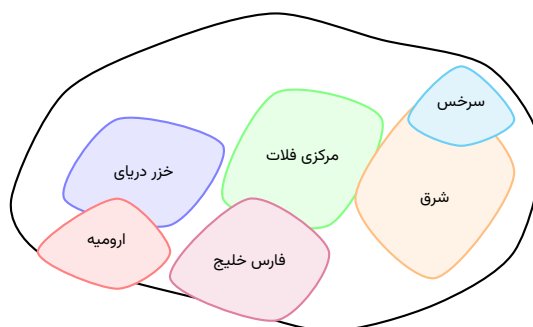 سرخس
مرکزی فلات
خزر دریای
شرق
ارومیه
فارس خلیج